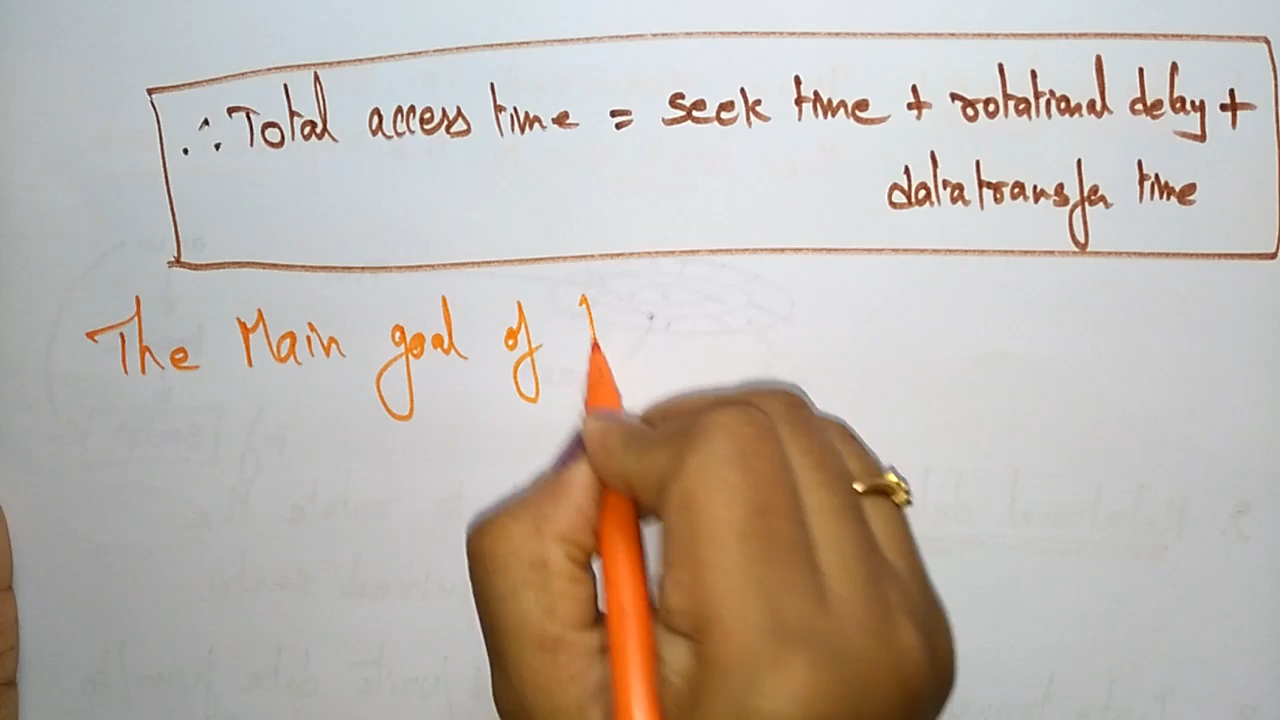 ∴ Total access time = seek time + rotational delay +
data transfer time
The Main goal of